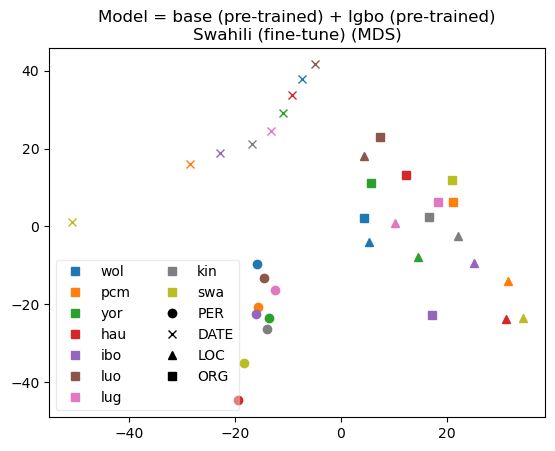 Model = base (pre-trained) + Igbo (pre-trained)
Swahili (fine-tune) (MDS)
40
20
0
−20
−40
wol
pcm
yor
hau
ibo
luo
lug
kin
swa
PER
DATE
LOC
ORG
−40
−20
0
20